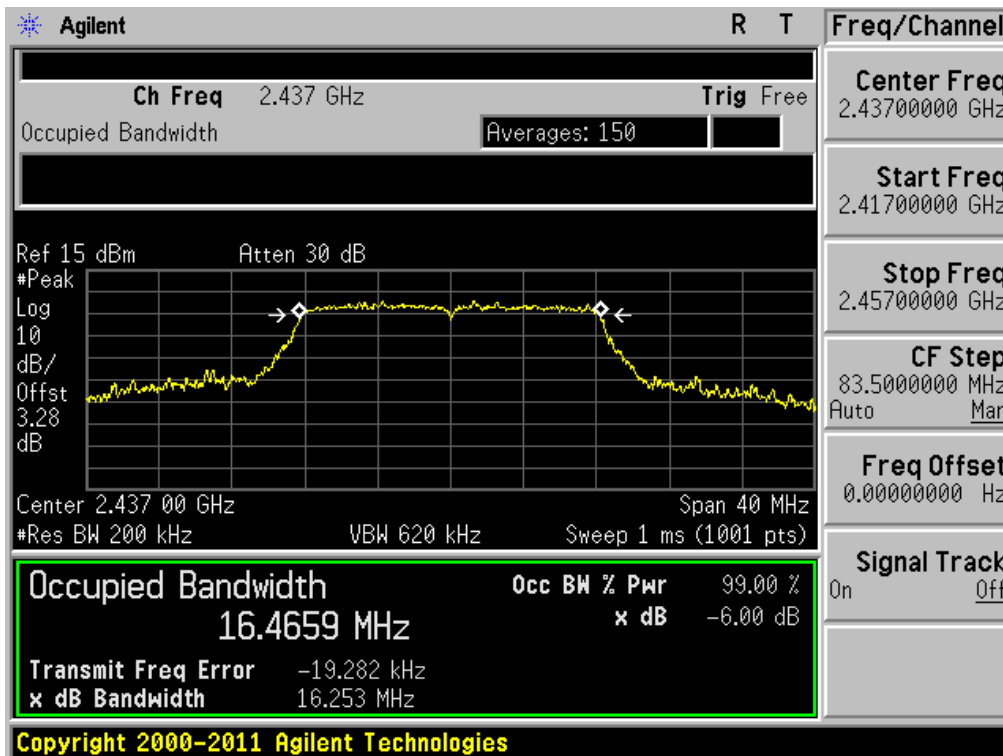 Agilent R T
Ch Freq 2.437 GHz Trig Free
Occupied Bandwidth Averages: 150
Ref 15 dBm Atten 30 dB
#Peak
Log
10
dB/
Offst
3.28
dB
Center 2.437 00 GHz Span 40 MHz
#Res BW 200 kHz VBW 620 kHz Sweep 1 ms (1001 pts)
Occupied Bandwidth Occ BW % Pwr 99.00 %
16.4659 MHz x dB -6.00 dB
Transmit Freq Error -19.282 kHz
x dB Bandwidth 16.253 MHz
Copyright 2000-2011 Agilent Technologies
Freq/Channel
Center Freq
2.43700000 GHz
Start Freq
2.41700000 GHz
Stop Freq
2.45700000 GHz
CF Step
83.5000000 MHz
Auto Man
Freq Offset
0.00000000 Hz
Signal Track
On Off